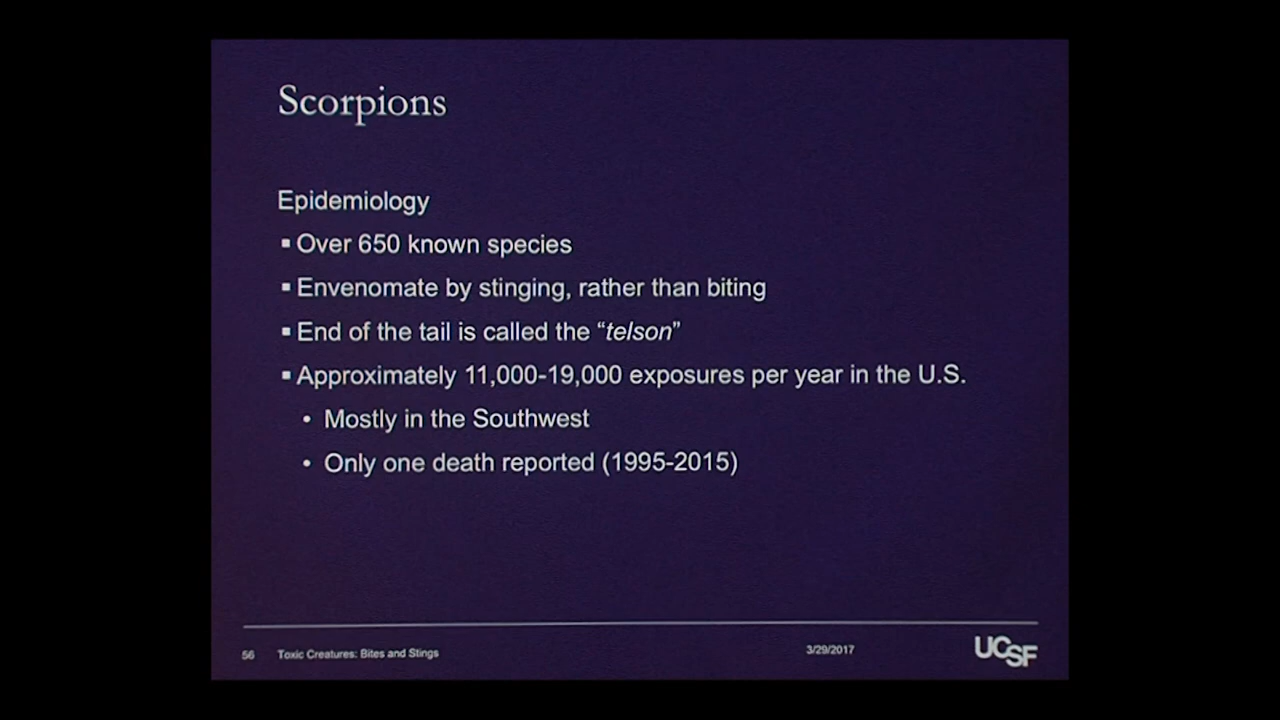 Scorpions
Epidemiology
▪ Over 650 known species
▪ Envenomate by stinging, rather than biting
▪ End of the tail is called the “telson”
▪ Approximately 11,000-19,000 exposures per year in the U.S.
• Mostly in the Southwest
• Only one death reported (1995-2015)
56 Toxic Creatures: Bites and Stings 3/29/2017 UCSF